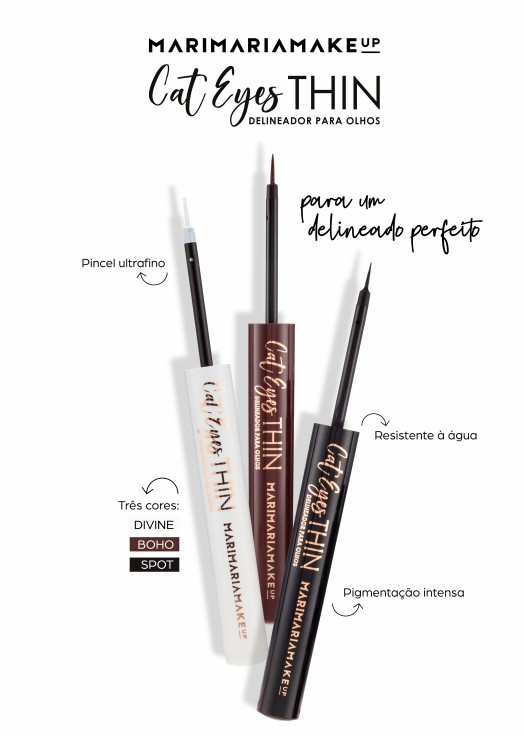 MARIMARIAMAKEUP
Cat Eyes THIN
DELINEADOR PARA OLHOS
para um
delineado perfeito
Pincel ultrafino
Resistente à água
Três cores:
DIVINE
BOHO
SPOT
Pigmentação intensa
Cat Eyes THIN
MARIMARIAMAKEUP
Cat Eyes THIN
DELINEADOR PARA OLHOS
MARIMARIAMAKEUP
Cat Eyes THIN
DELINEADOR PARA OLHOS
MARIMARIAMAKEUP